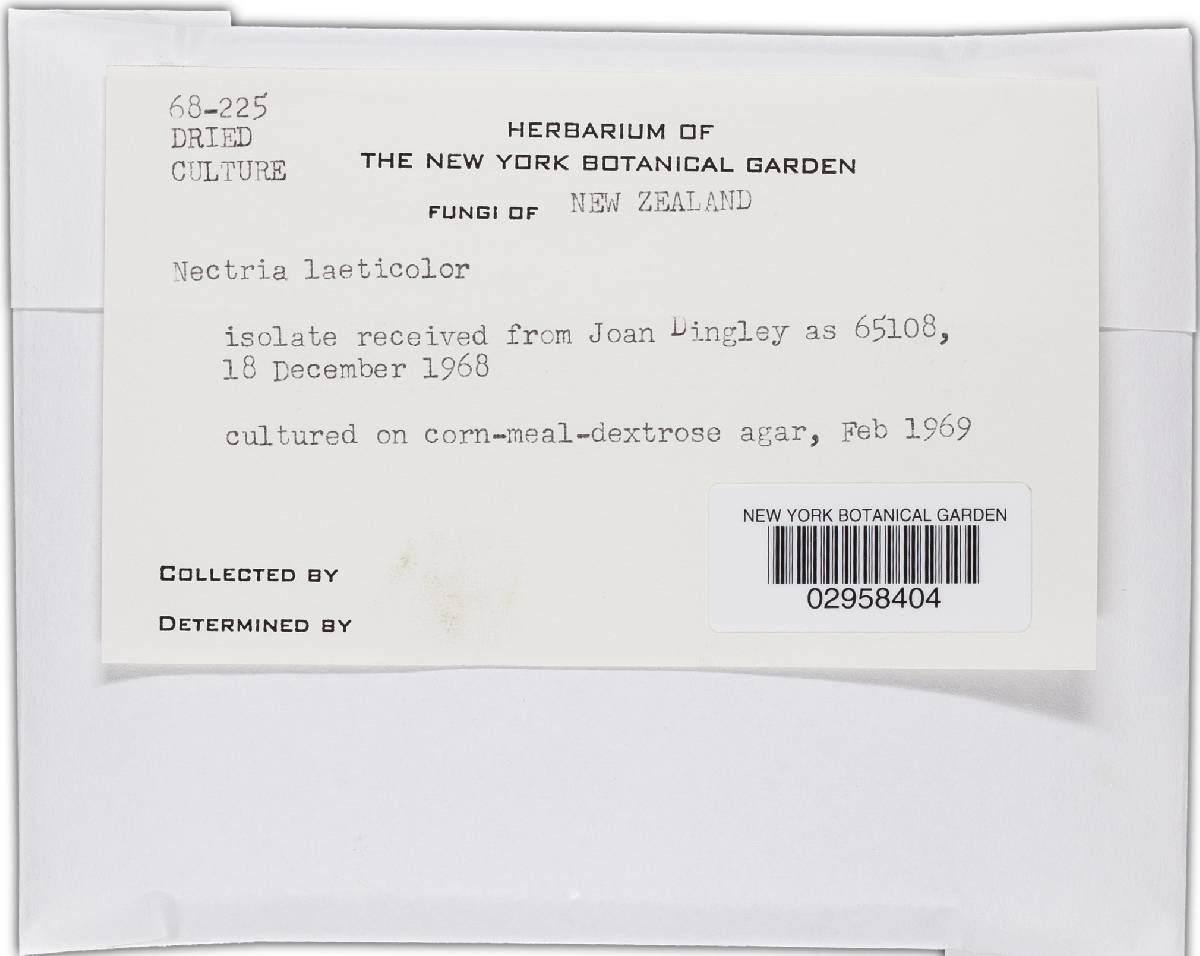 68-225
DRIED
CULTURE
HERBARIUM OF
THE NEW YORK BOTANICAL GARDEN
FUNGI OF NEW ZEALAND
Nectria laeticolor
isolate received from Joan Dingley as 65108,
18 December 1968
cultured on corn-meal-dextrose agar, Feb 1969
NEW YORK BOTANICAL GARDEN
02958404
COLLECTED BY
DETERMINED BY